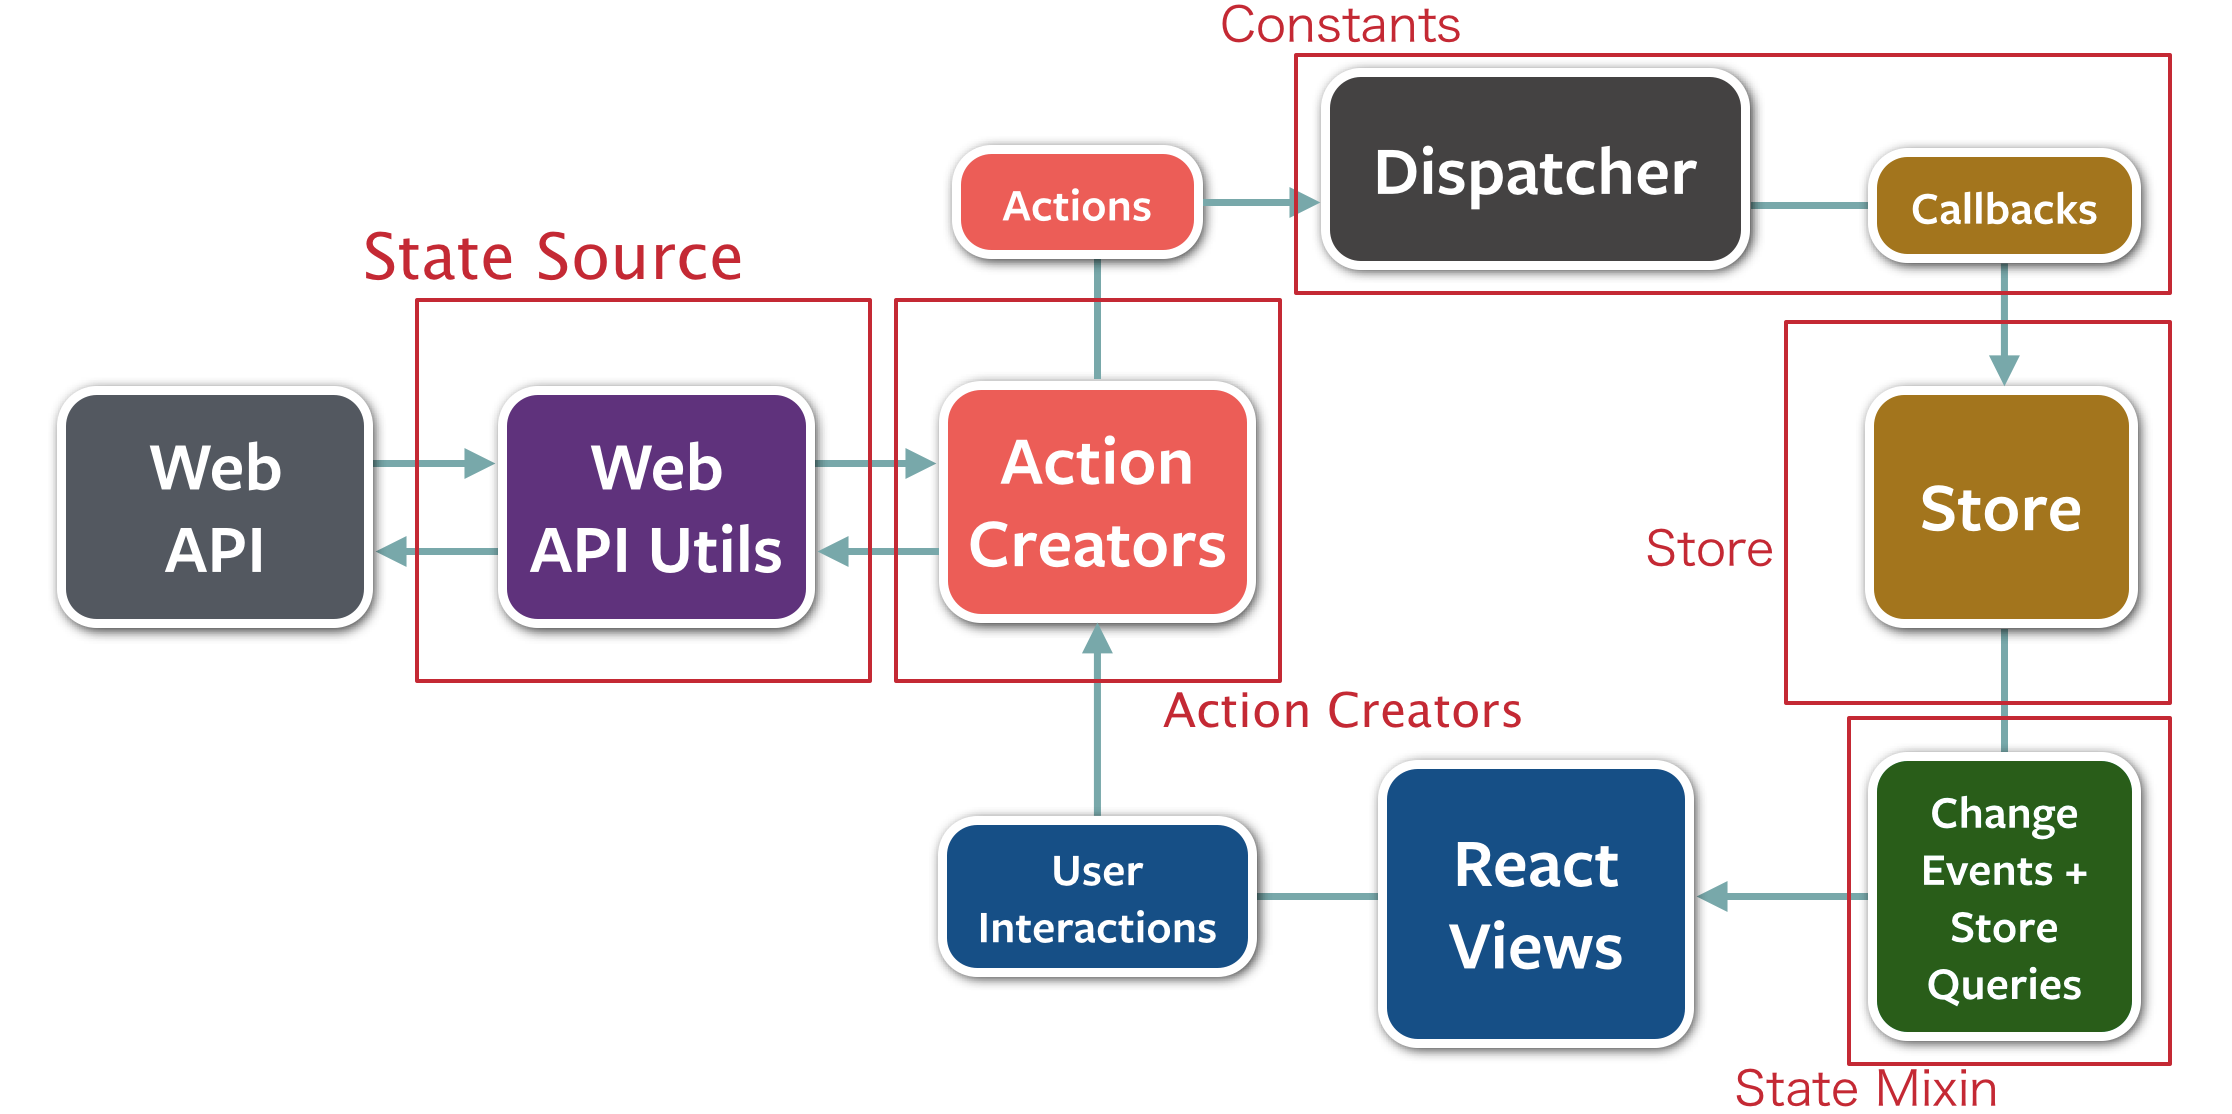 Constants
Dispatcher
Actions
Callbacks
State Source
Web
API
Web
API Utils
Action
Creators
Store
Store
Action Creators
User
Interactions
React
Views
Change
Events +
Store
Queries
State Mixin